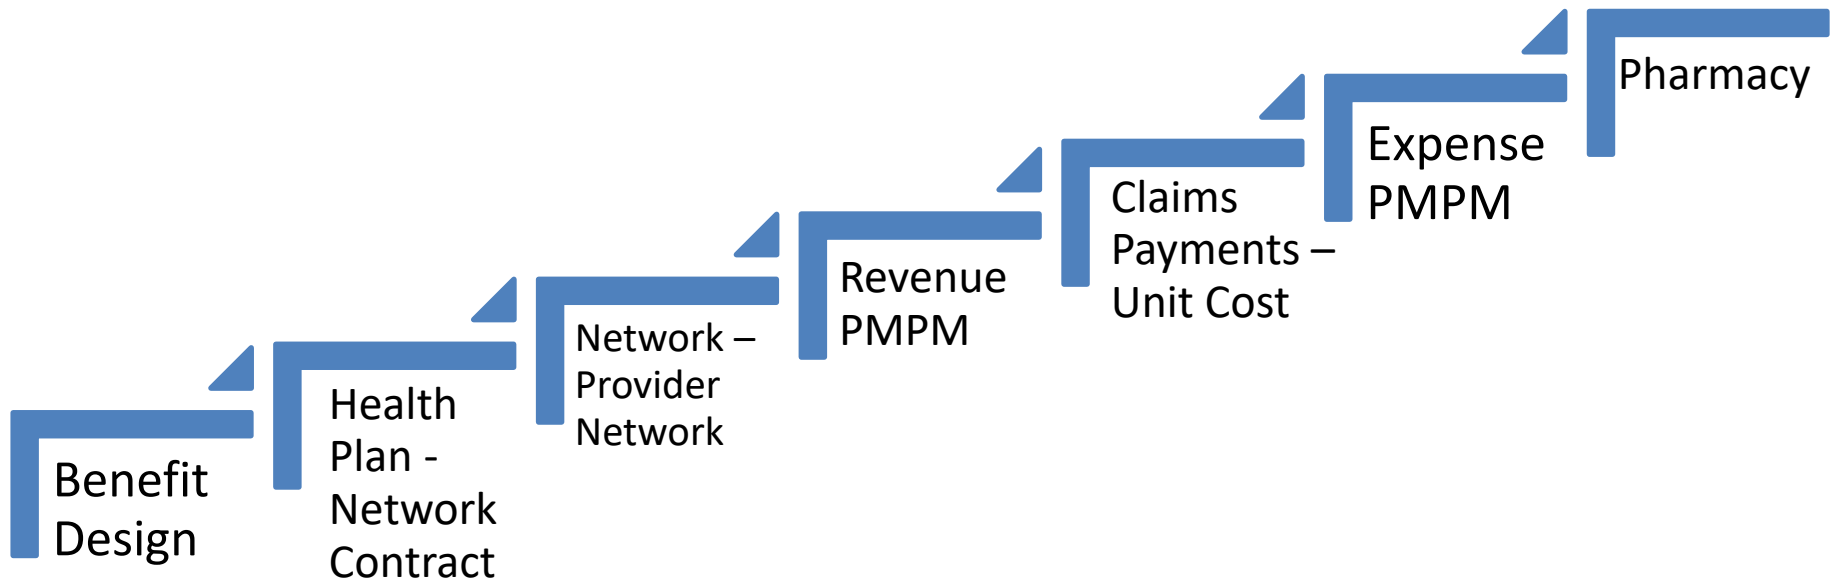 Benefit
Design
Health
Plan -
Network
Contract
Network –
Provider
Network
Revenue
PMPM
Claims
Payments –
Unit Cost
Expense
PMPM
Pharmacy